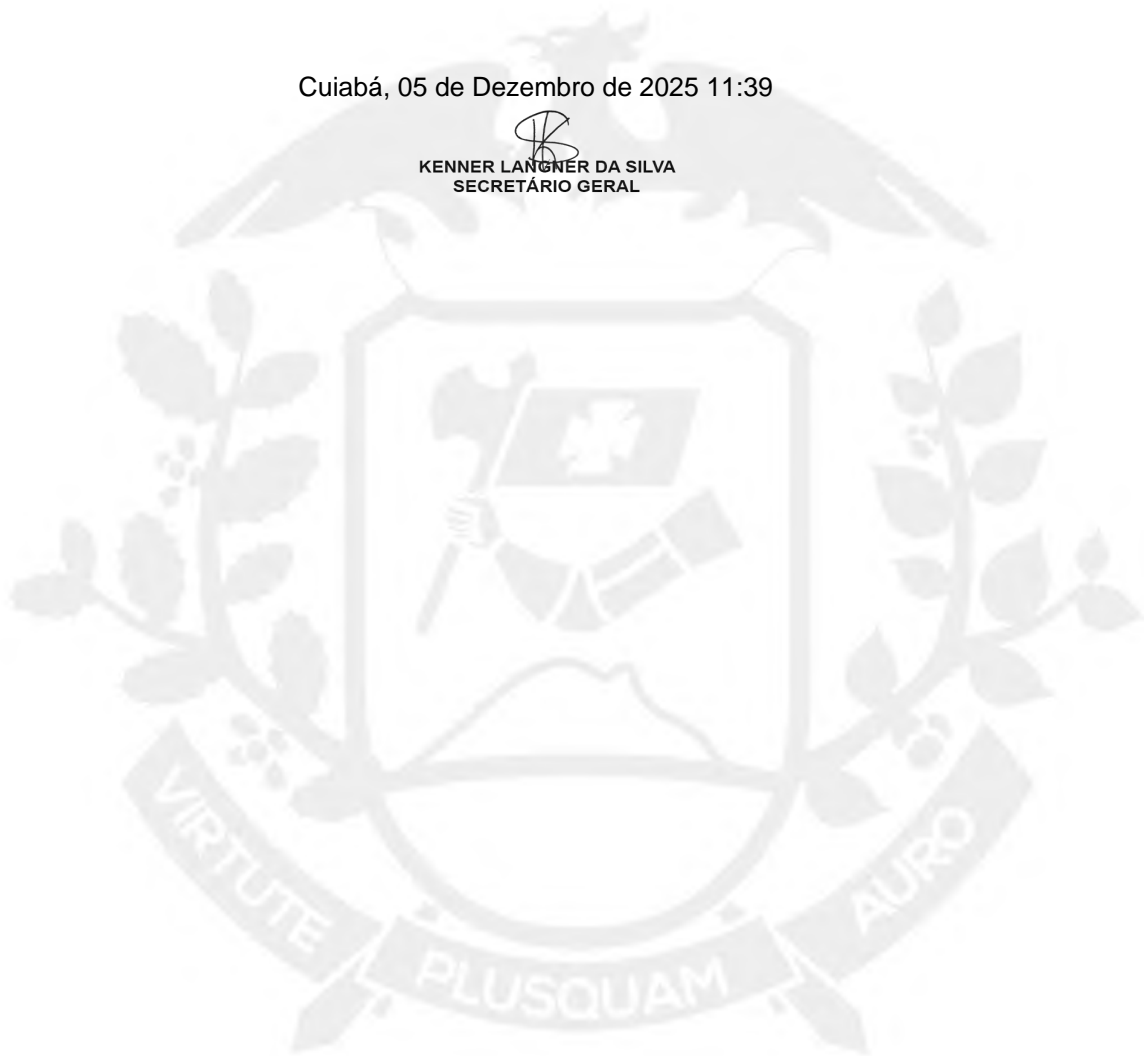 Cuiabá, 05 de Dezembro de 2025 11:39
KENNER LANGNER DA SILVA
SECRETÁRIO GERAL
VIRTUTE
PLUSQUAM
AURO